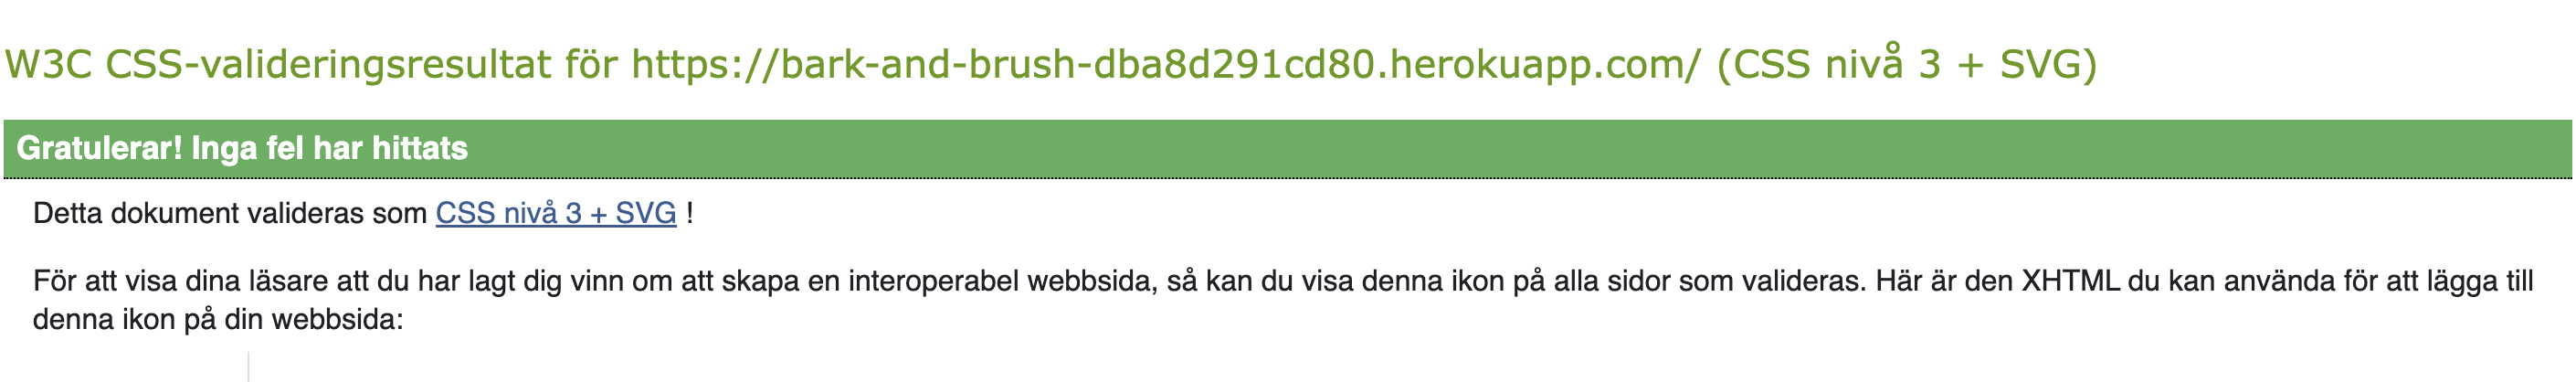 W3C CSS-valideringsresultat för https://bark-and-brush-dba8d291cd80.herokuapp.com/ (CSS nivå 3 + SVG)
Gratulerar! Inga fel har hittats
Detta dokument valideras som CSS nivå 3 + SVG !
För att visa dina läsare att du har lagt dig vinn om att skapa en interoperabel webbsida, så kan du visa denna ikon på alla sidor som valideras. Här är den XHTML du kan använda för att lägga till
denna ikon på din webbsida: